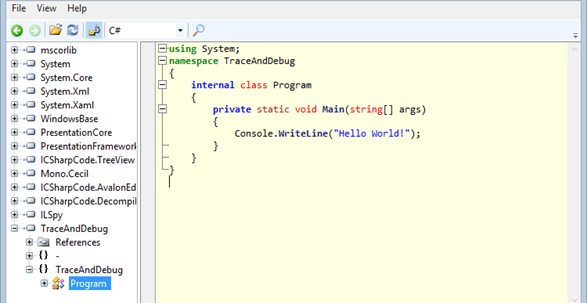 File View Help
C#
mscorlib
System
System.Core
System.Xml
System.Xaml
WindowsBase
PresentationCore
PresentationFramework
ICSharpCode.TreeView
Mono.Cecil
ICSharpCode.AvalonEd
ICSharpCode.Decompil
ILSpy
TraceAndDebug
References
{} -
{} TraceAndDebug
Program
using System;
namespace TraceAndDebug
{
internal class Program
{
private static void Main(string[] args)
{
Console.WriteLine("Hello World!");
}
}
}